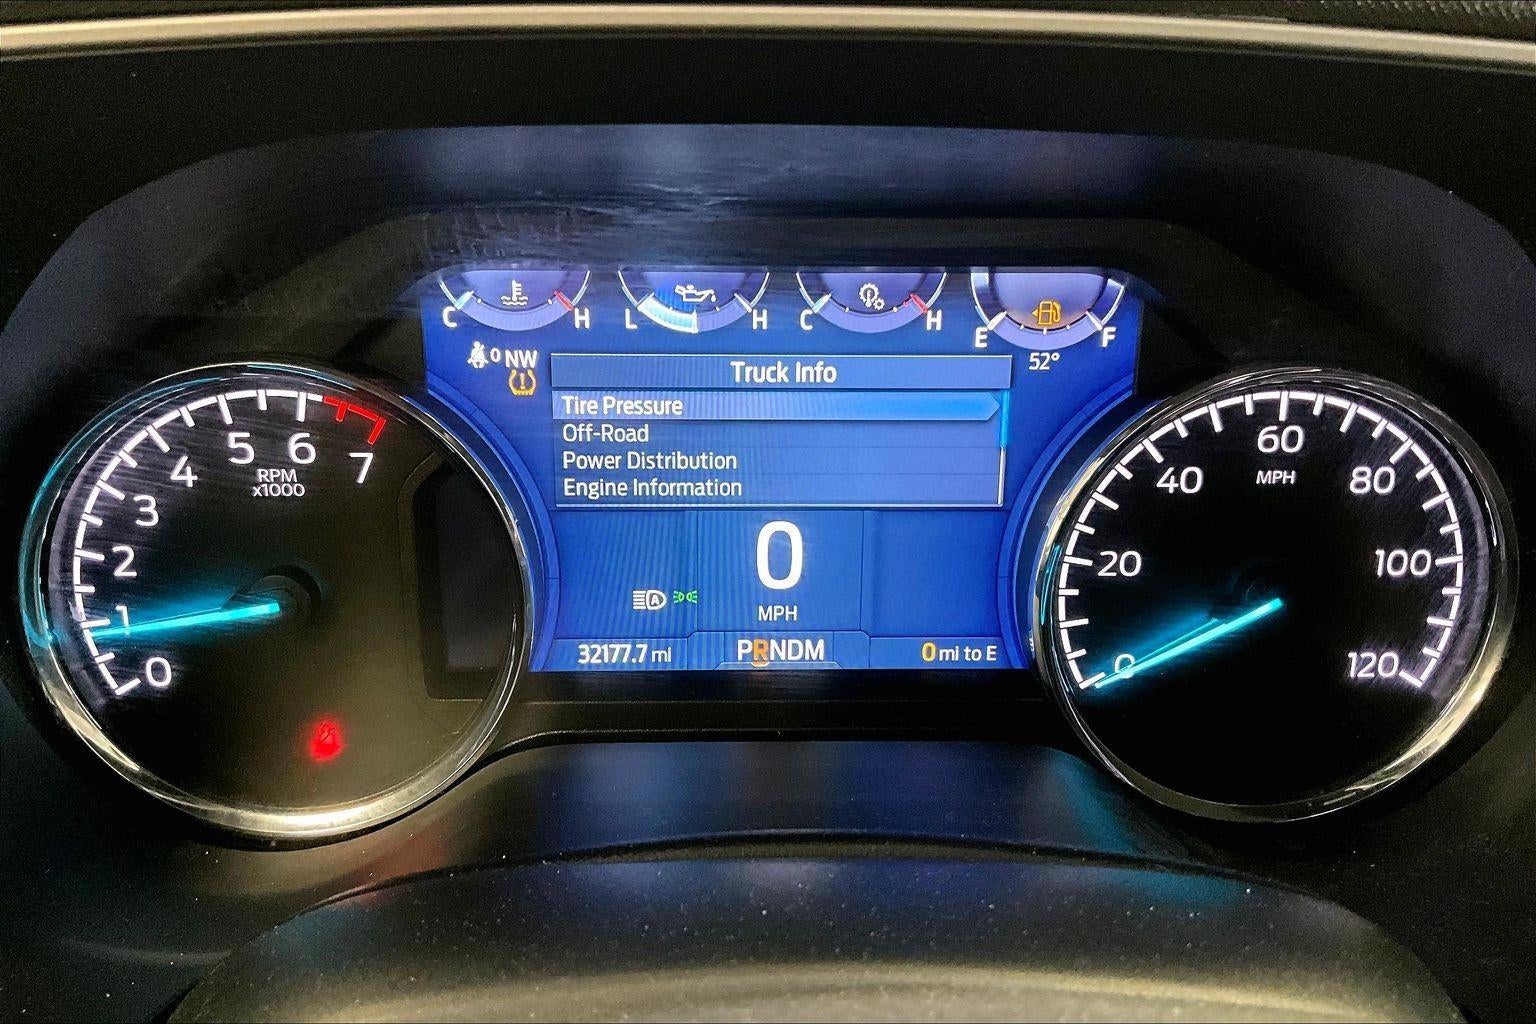 C H L H C H E F
0 NW
52°
Truck Info
Tire Pressure
Off-Road
Power Distribution
Engine Information
0
MPH
A
32177.7 mi
PRNDM
0 mi to E
0
1
2
3
4
5
6
7
RPM
x1000
0
20
40
60
80
100
120
MPH